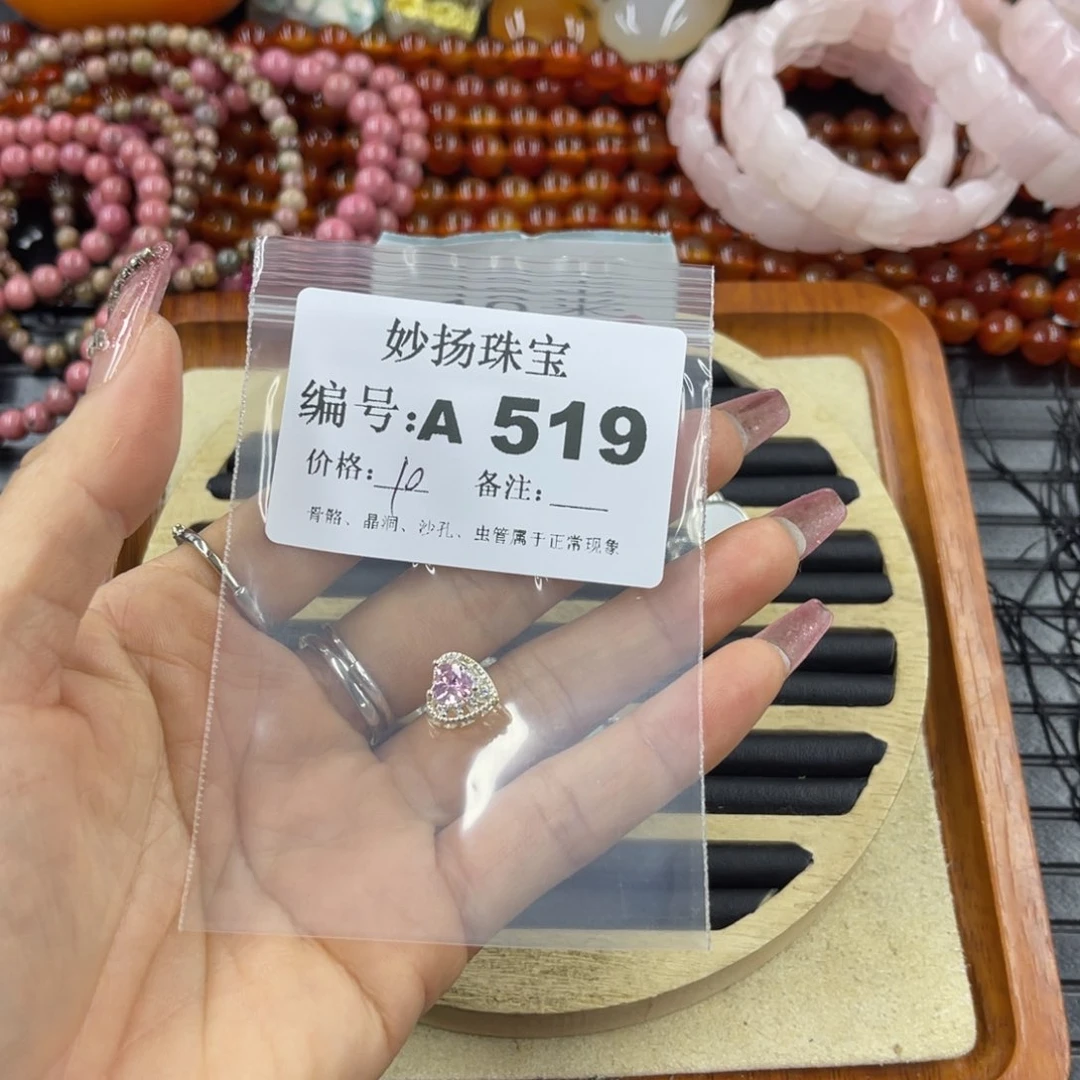 妙扬珠宝
编号:A 519
价格: 10 备注:
骨骼、晶洞、沙孔、虫管属于正常现象